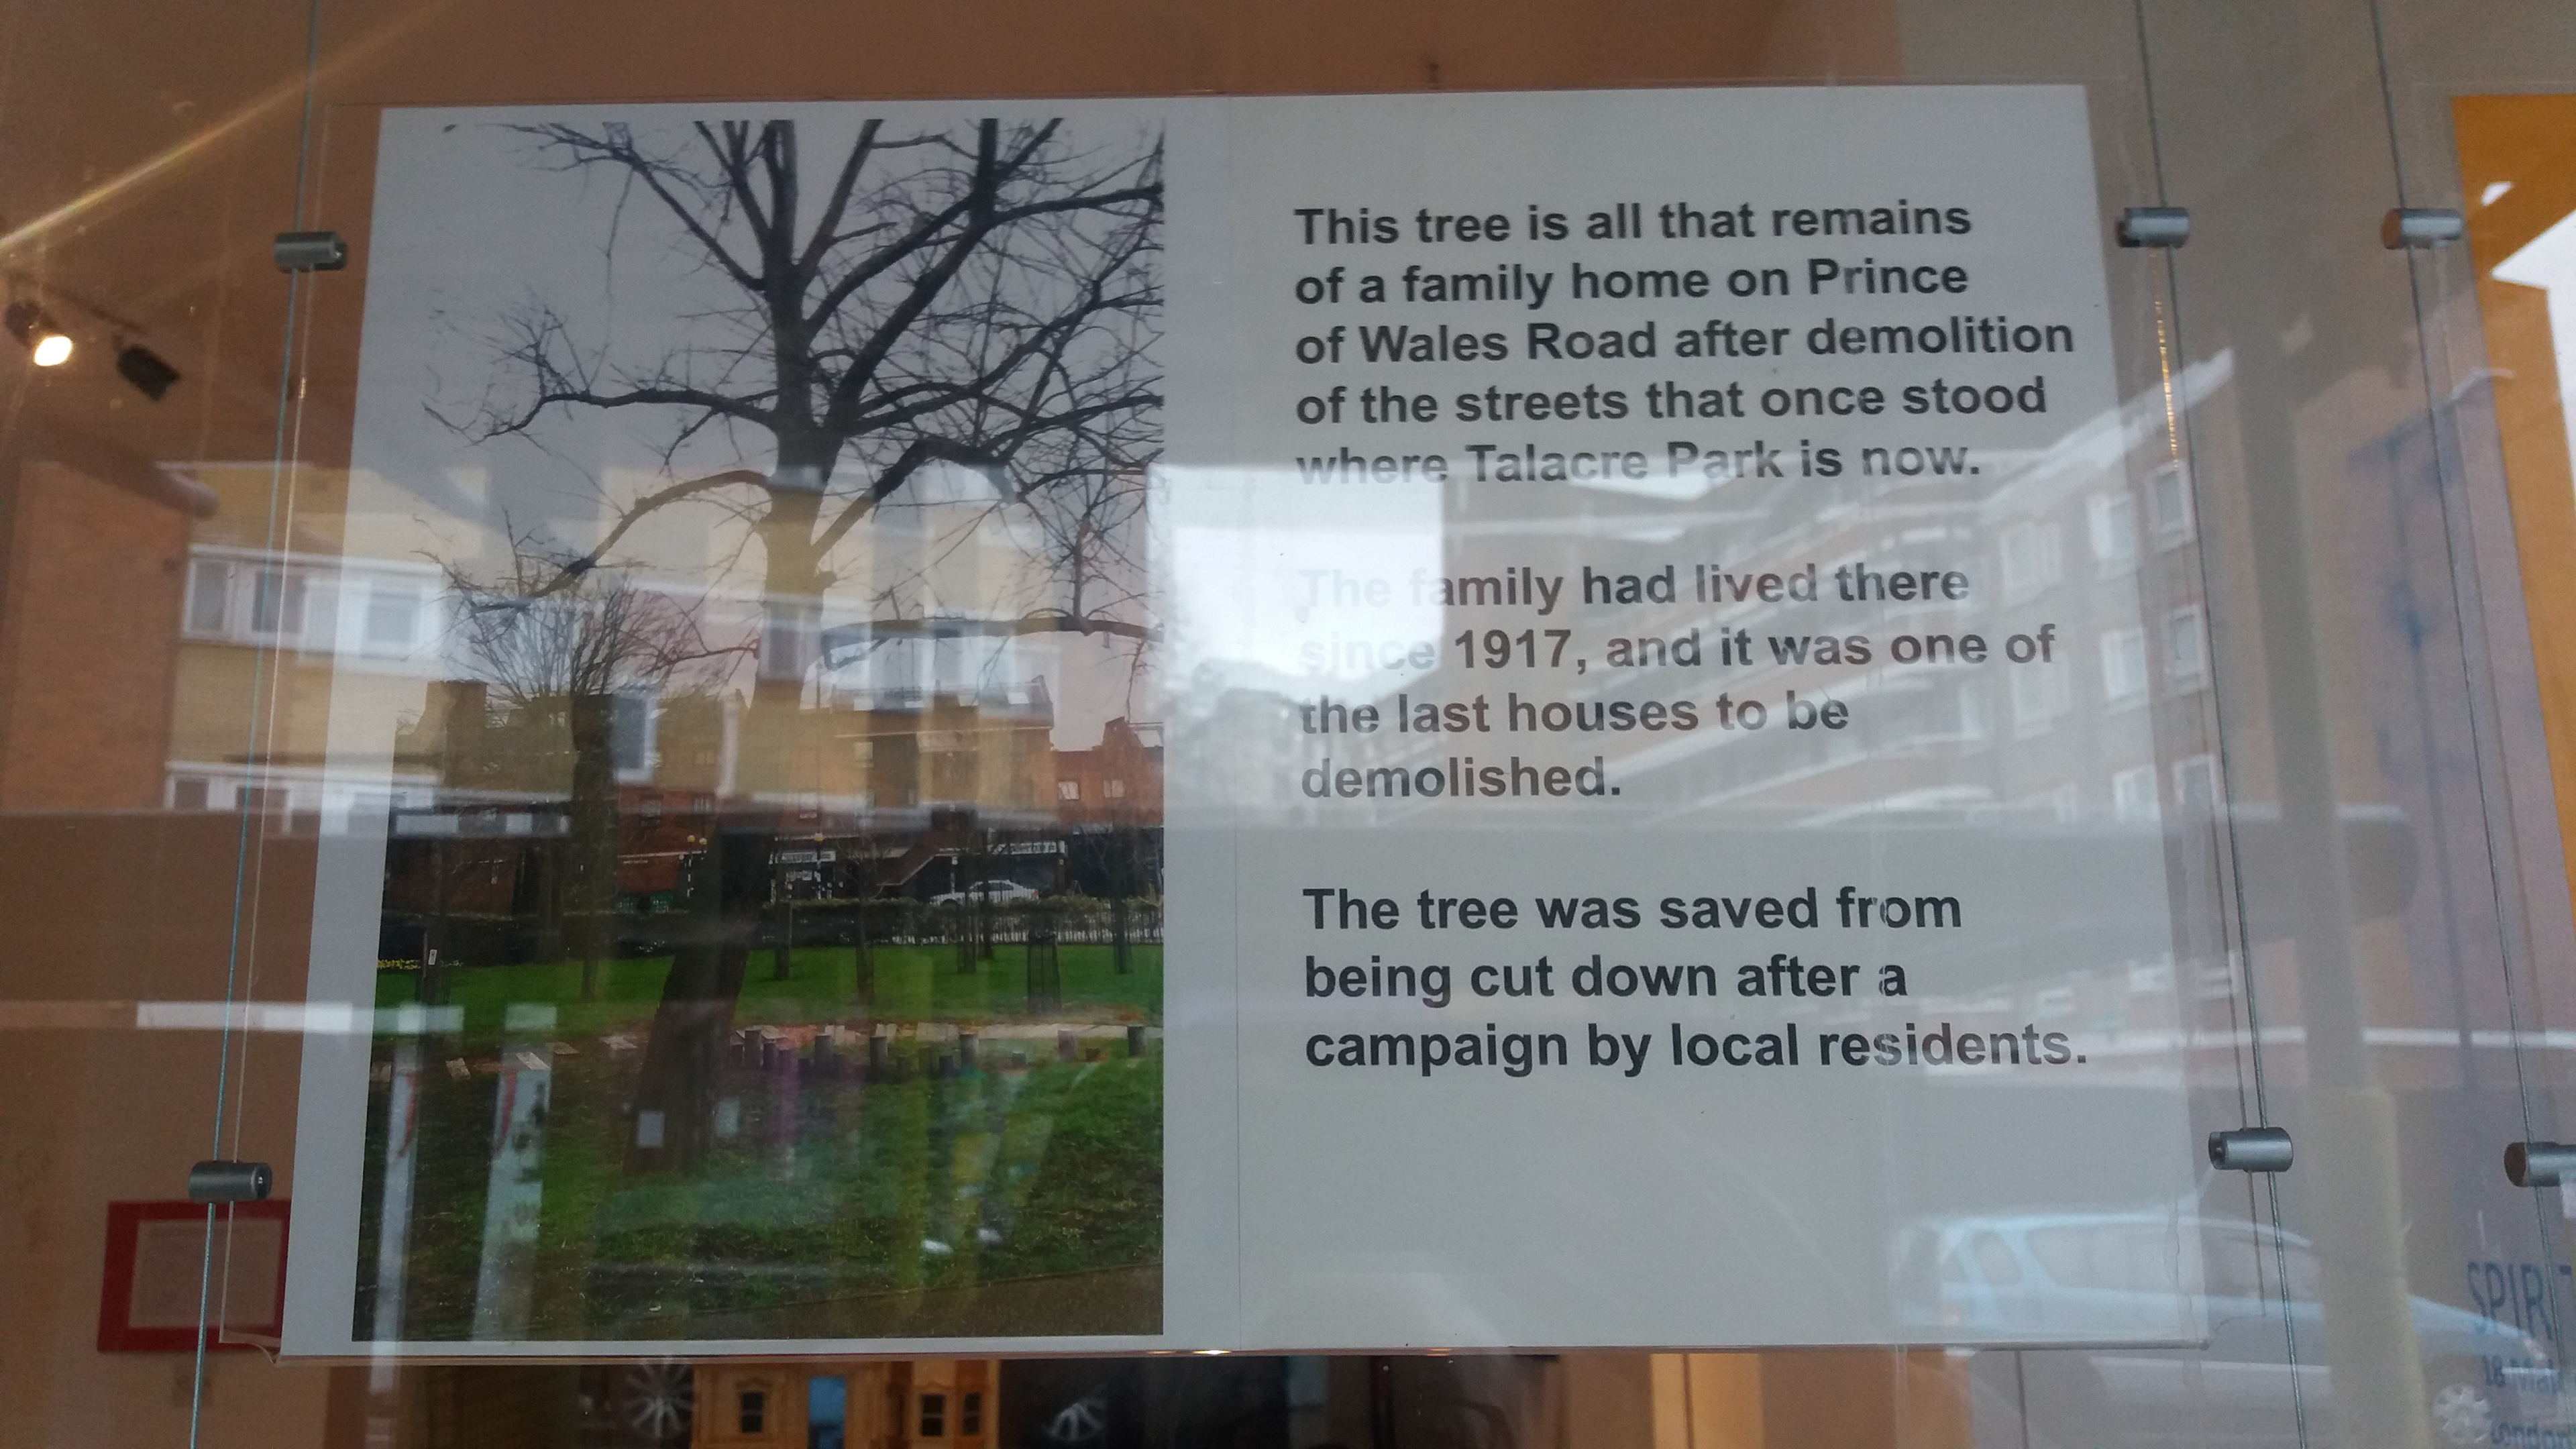 This tree is all that remains
of a family home on Prince
of Wales Road after demolition
of the streets that once stood
where Talacre Park is now.
The family had lived there
since 1917, and it was one of
the last houses to be
demolished.
The tree was saved from
being cut down after a
campaign by local residents.